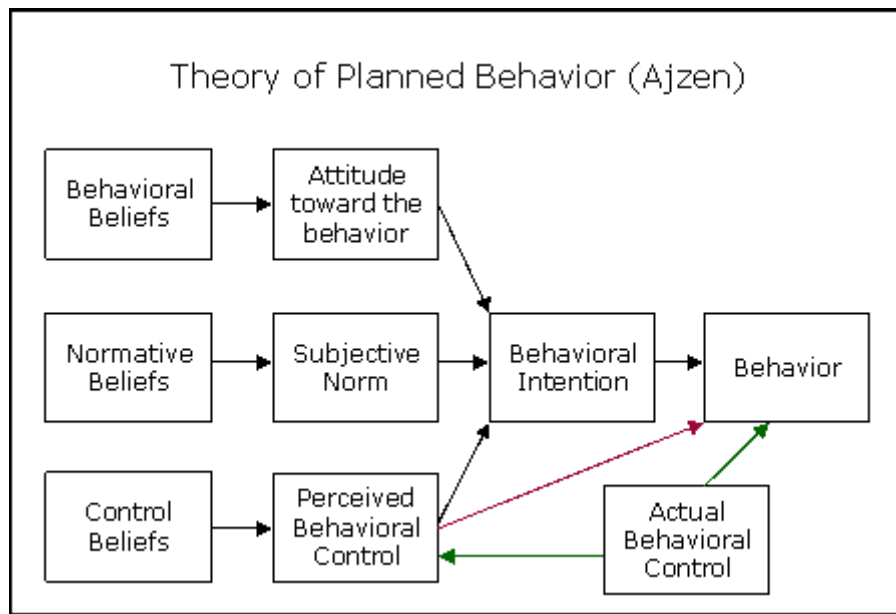 Theory of Planned Behavior (Ajzen)
Behavioral
Beliefs
Attitude
toward the
behavior
Normative
Beliefs
Subjective
Norm
Behavioral
Intention
Behavior
Control
Beliefs
Perceived
Behavioral
Control
Actual
Behavioral
Control